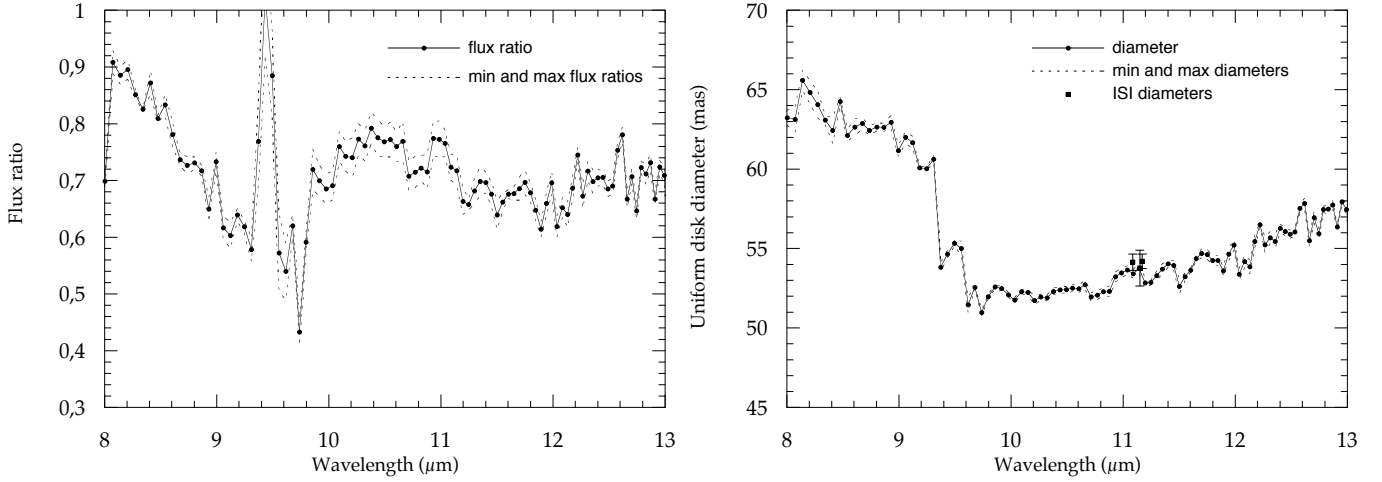 1
0,9
0,8
0,7
0,6
0,5
0,4
0,3
8
9
10
11
12
13
Flux ratio
Wavelength (µm)
flux ratio
min and max flux ratios
70
65
60
55
50
45
8
9
10
11
12
13
Uniform disk diameter (mas)
Wavelength (µm)
diameter
min and max diameters
ISI diameters